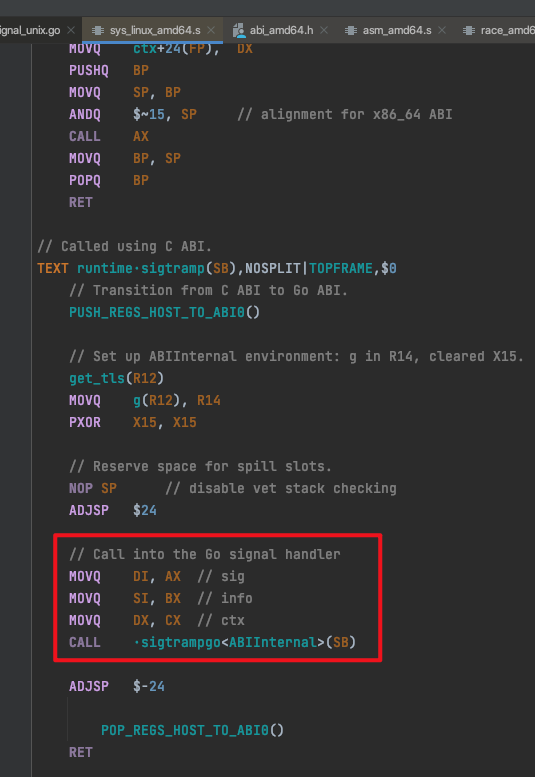 ignal_unix.go × sys_linux_amd64.s × abi_amd64.h × asm_amd64.s × race_amd6
MOVQ ctx+24(FP), DX
PUSHQ BP
MOVQ SP, BP
ANDQ $~15, SP // alignment for x86_64 ABI
CALL AX
MOVQ BP, SP
POPQ BP
RET
// Called using C ABI.
TEXT runtime·sigtramp(SB),NOSPLIT|TOPFRAME,$0
// Transition from C ABI to Go ABI.
PUSH_REGS_HOST_TO_ABI0()
// Set up ABIInternal environment: g in R14, cleared X15.
get_tls(R12)
MOVQ g(R12), R14
PXOR X15, X15
// Reserve space for spill slots.
NOP SP // disable vet stack checking
ADJSP $24
// Call into the Go signal handler
MOVQ DI, AX // sig
MOVQ SI, BX // info
MOVQ DX, CX // ctx
CALL ·sigtrampgo<ABIInternal>(SB)
ADJSP $-24
POP_REGS_HOST_TO_ABI0()
RET